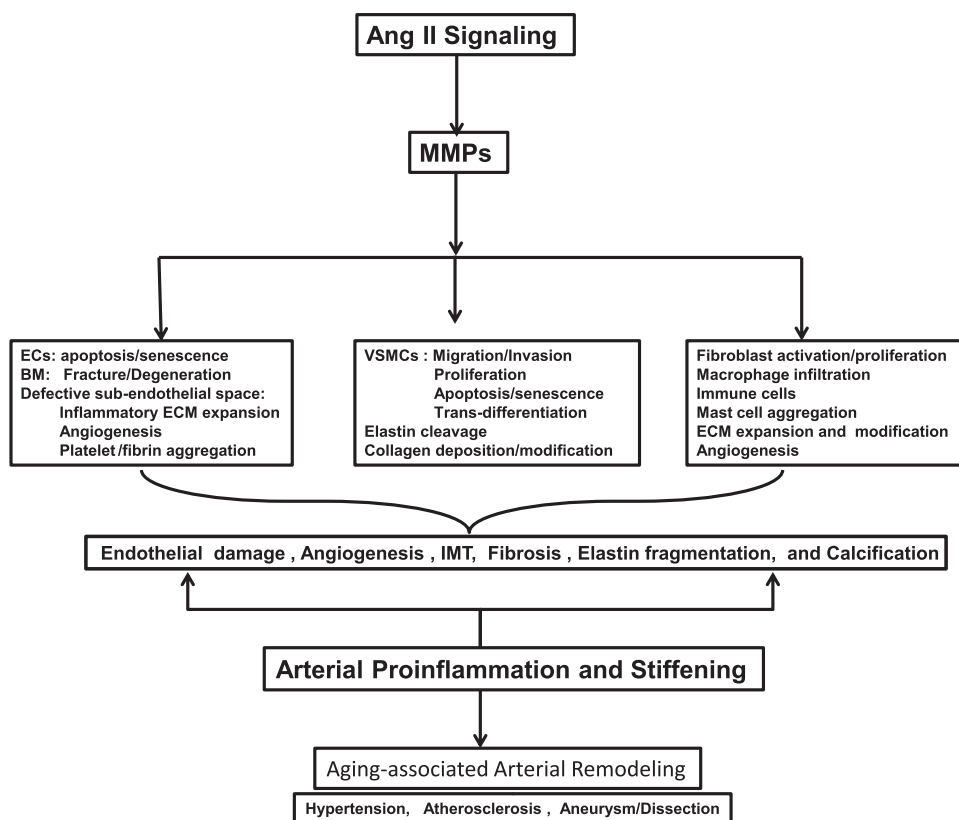 Ang II Signaling
MMPs
ECs: apoptosis/senescence
BM: Fracture/Degeneration
Defective sub-endothelial space:
Inflammatory ECM expansion
Angiogenesis
Platelet/fibrin aggregation
VSMCs : Migration/Invasion
Proliferation
Apoptosis/senescence
Trans-differentiation
Elastin cleavage
Collagen deposition/modification
Fibroblast activation/proliferation
Macrophage infiltration
Immune cells
Mast cell aggregation
ECM expansion and modification
Angiogenesis
Endothelial damage , Angiogenesis , IMT, Fibrosis , Elastin fragmentation, and Calcification
Arterial Proinflammation and Stiffening
Aging-associated Arterial Remodeling
Hypertension, Atherosclerosis , Aneurysm/Dissection